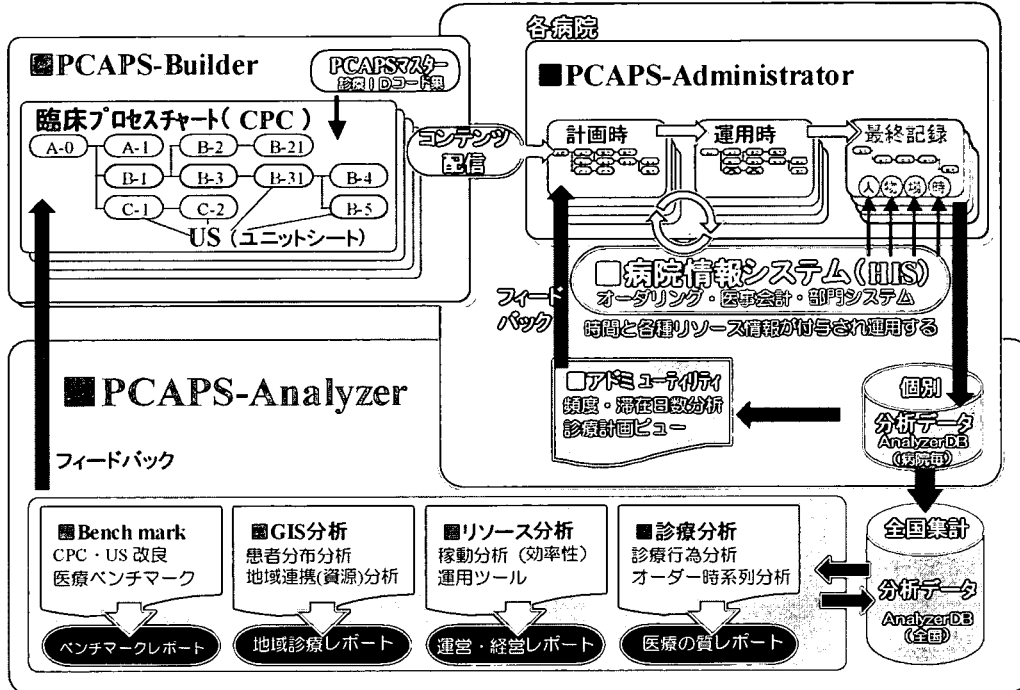 各病院
■PCAPS-Builder
PCAPSマスター
診療IDコード集
臨床プロセスチャート(CPC)
A-0
A-1
B-2
B-21
B-1
B-3
B-31
B-4
C-1
C-2
B-5
US(ユニットシート)
コンテンツ
配信
■PCAPS-Administrator
計画時
運用時
最終記録
人
物
場
時
□病院情報システム(HIS)
オーダリング・医事会計・部門システム
時間と各種リソース情報が付与され運用する
フィード
バック
□アドミューティリティ
頻度・滞在日数分析
診療計画ビュー
個別
分析データ
AnalyzerDB
(病院毎)
■PCAPS-Analyzer
フィードバック
■Bench mark
CPC・US改良
医療ベンチマーク
ベンチマークレポート
■GIS分析
患者分布分析
地域連携(資源)分析
地域診療レポート
■リソース分析
稼動分析(効率性)
運用ツール
運営・経営レポート
■診療分析
診療行為分析
オーダー時系列分析
医療の質レポート
全国集計
分析データ
AnalyzerDB
(全国)